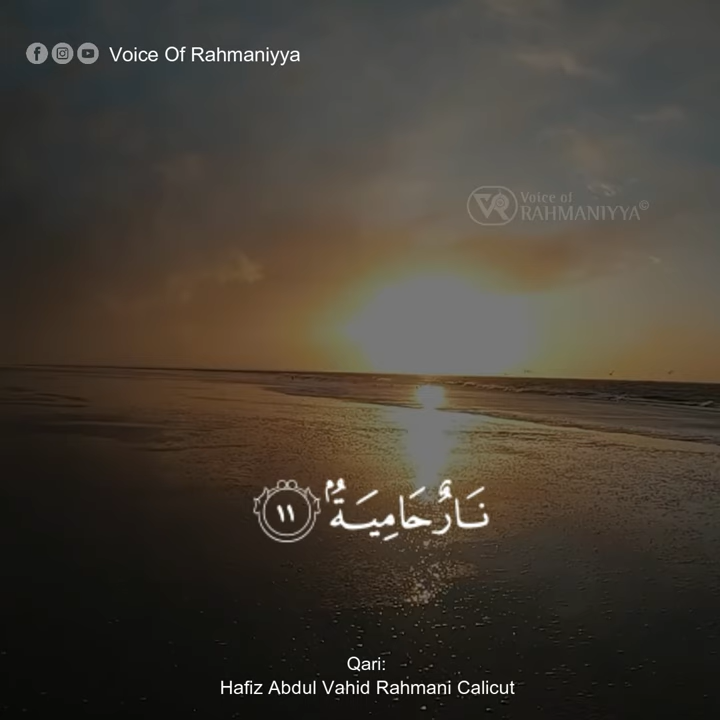 Voice Of Rahmaniyya
Voice of
RAHMANIYYA©
نَارٌ حَامِيَةٌۢ ١١
Qari:
Hafiz Abdul Vahid Rahmani Calicut